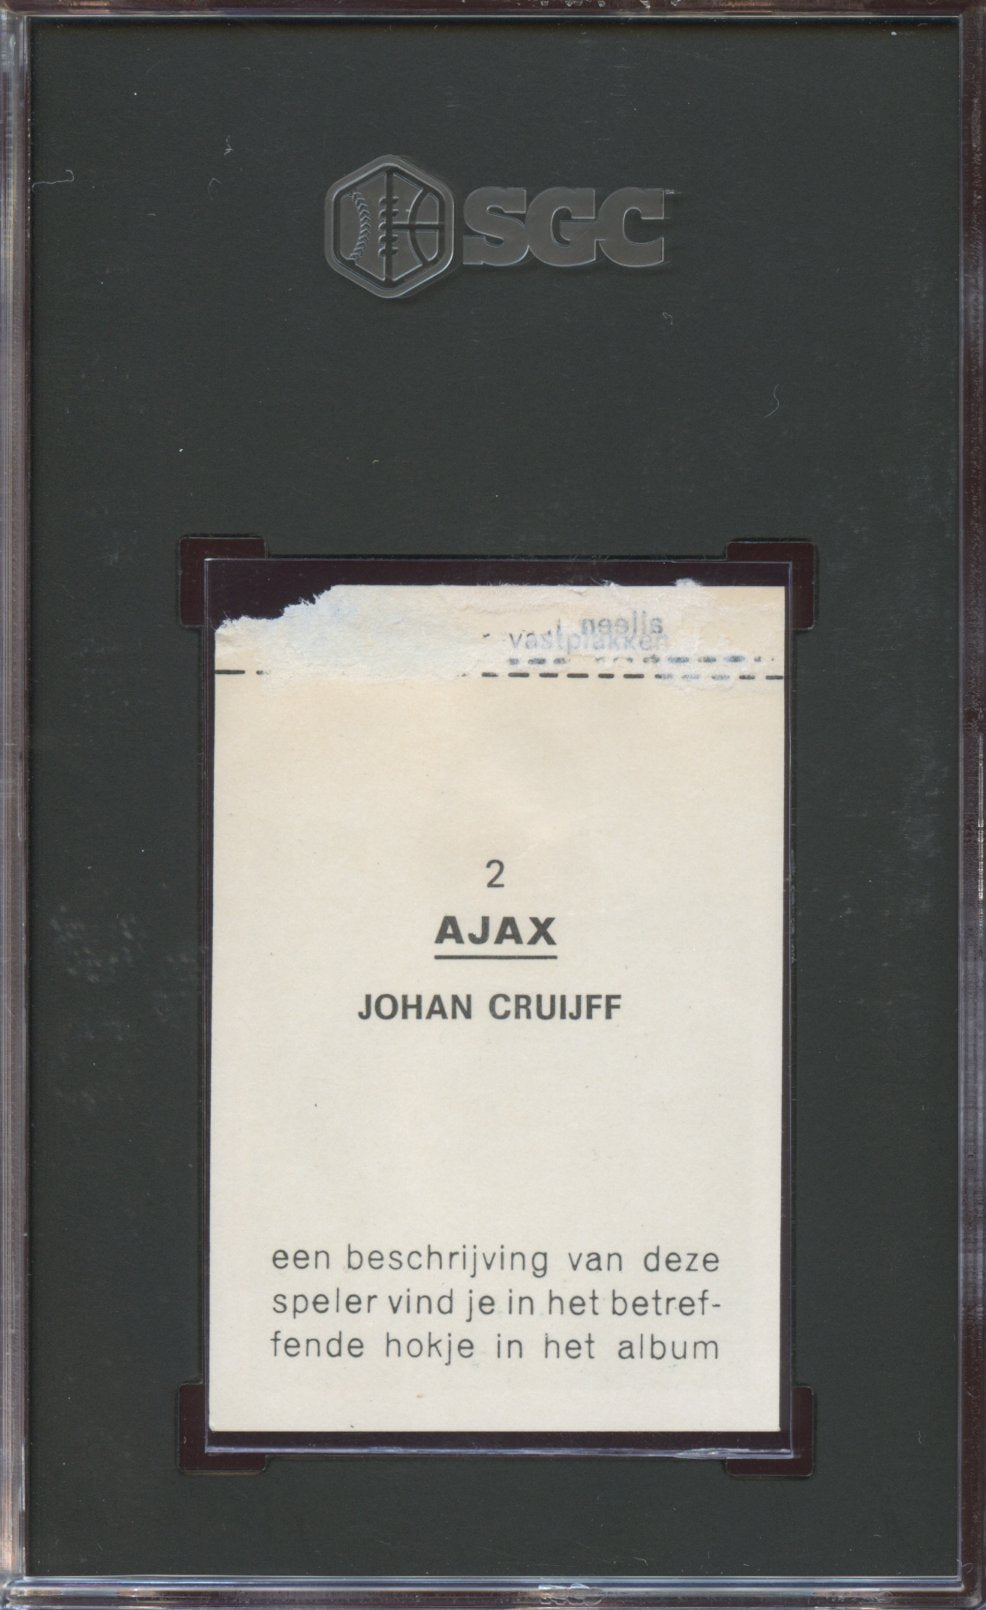 SGC
alleen
vastplakken
2
AJAX
JOHAN CRUIJFF
een beschrijving van deze
speler vind je in het betref-
fende hokje in het album